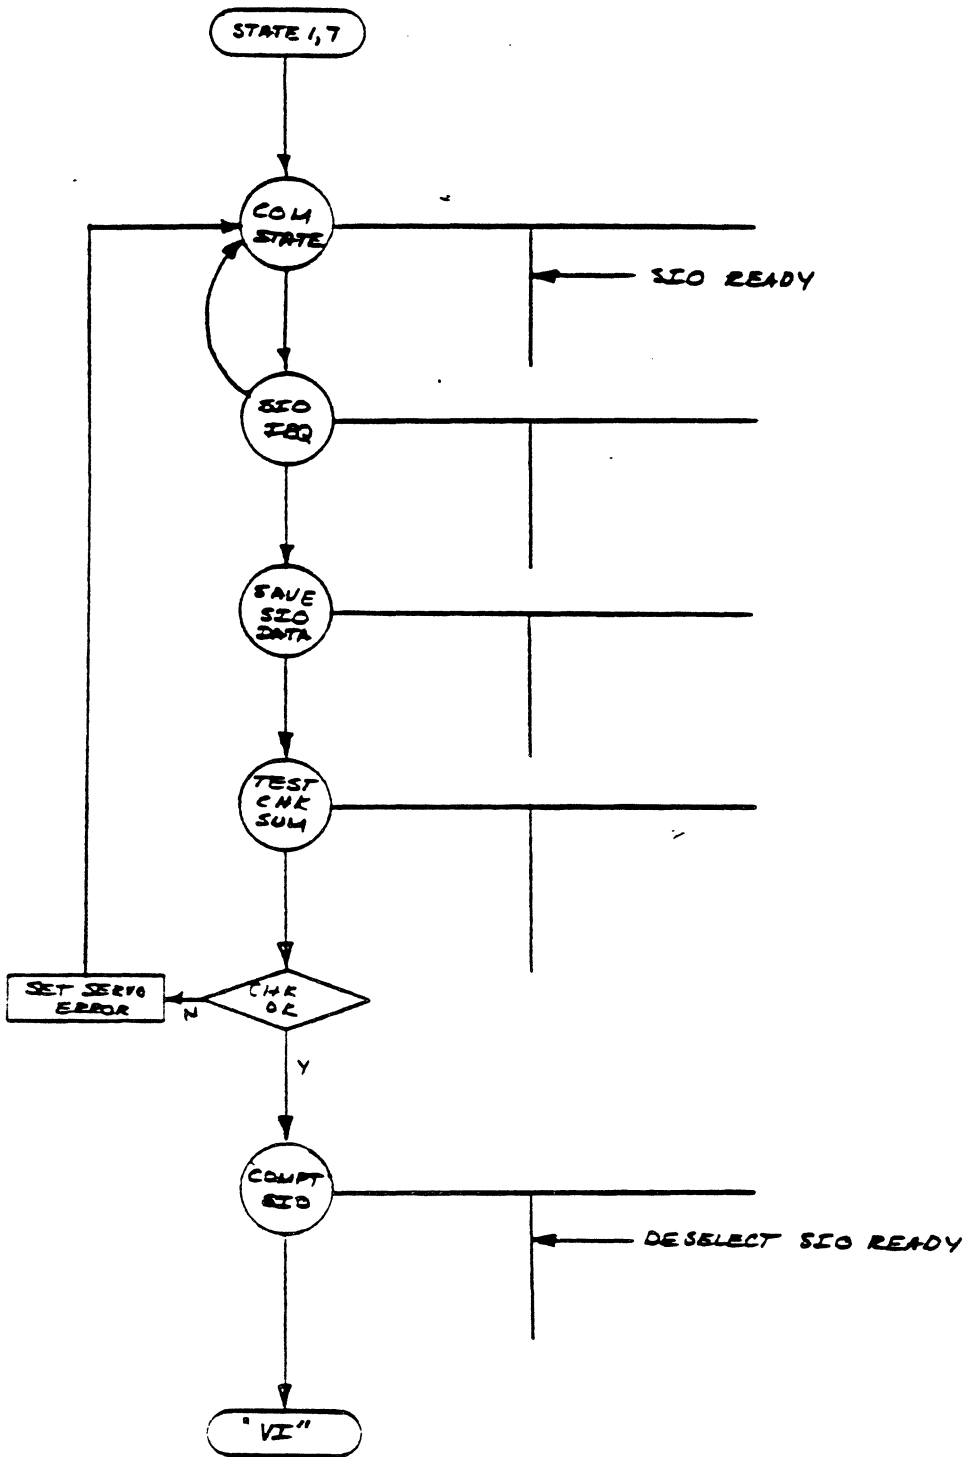 STATE 1,7
COM
STATE
SIO READY
SIO
IRQ
SAVE
SIO
DATA
TEST
CHK
SUM
SET SERVO
ERROR
N
CHK
OK
Y
COMPT
SIO
DESELECT SIO READY
"VI"